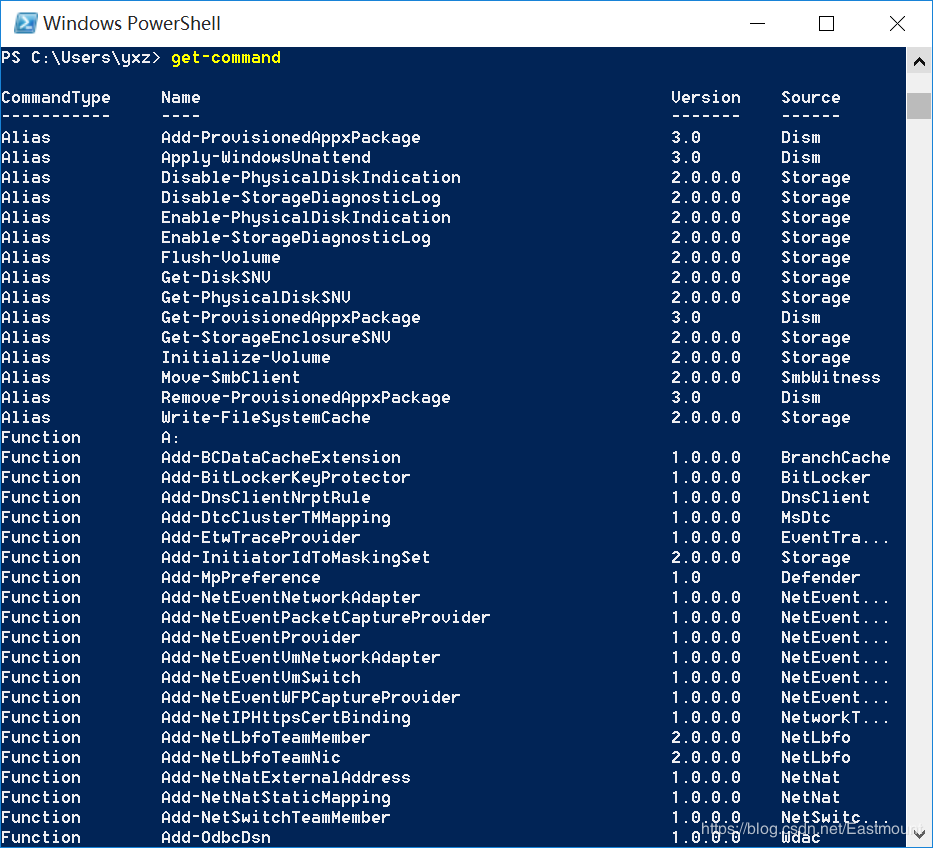 Windows PowerShell
PS C:\Users\yxz> get-command
CommandType Name Version Source
----------- ---- ------- ------
Alias Add-ProvisionedAppxPackage 3.0 Dism
Alias Apply-WindowsUnattend 3.0 Dism
Alias Disable-PhysicalDiskIndication 2.0.0.0 Storage
Alias Disable-StorageDiagnosticLog 2.0.0.0 Storage
Alias Enable-PhysicalDiskIndication 2.0.0.0 Storage
Alias Enable-StorageDiagnosticLog 2.0.0.0 Storage
Alias Flush-Volume 2.0.0.0 Storage
Alias Get-DiskSNV 2.0.0.0 Storage
Alias Get-PhysicalDiskSNV 2.0.0.0 Storage
Alias Get-ProvisionedAppxPackage 3.0 Dism
Alias Get-StorageEnclosureSNV 2.0.0.0 Storage
Alias Initialize-Volume 2.0.0.0 Storage
Alias Move-SmbClient 2.0.0.0 SmbWitness
Alias Remove-ProvisionedAppxPackage 3.0 Dism
Alias Write-FileSystemCache 2.0.0.0 Storage
Function A:
Function Add-BCDataCacheExtension 1.0.0.0 BranchCache
Function Add-BitLockerKeyProtector 1.0.0.0 BitLocker
Function Add-DnsClientNrptRule 1.0.0.0 DnsClient
Function Add-DtcClusterTMMapping 1.0.0.0 MsDtc
Function Add-EtwTraceProvider 1.0.0.0 EventTra...
Function Add-InitiatorIdToMaskingSet 2.0.0.0 Storage
Function Add-MpPreference 1.0 Defender
Function Add-NetEventNetworkAdapter 1.0.0.0 NetEvent...
Function Add-NetEventPacketCaptureProvider 1.0.0.0 NetEvent...
Function Add-NetEventProvider 1.0.0.0 NetEvent...
Function Add-NetEventVmNetworkAdapter 1.0.0.0 NetEvent...
Function Add-NetEventVmSwitch 1.0.0.0 NetEvent...
Function Add-NetEventWFPCaptureProvider 1.0.0.0 NetEvent...
Function Add-NetIPHttpsCertBinding 1.0.0.0 NetworkT...
Function Add-NetLbfoTeamMember 2.0.0.0 NetLbfo
Function Add-NetLbfoTeamNic 2.0.0.0 NetLbfo
Function Add-NetNatExternalAddress 1.0.0.0 NetNat
Function Add-NetNatStaticMapping 1.0.0.0 NetNat
Function Add-NetSwitchTeamMember 1.0.0.0 NetSwitc...
Function Add-OdbcDsn 1.0.0.0 Wdac
https://blog.csdn.net/Eastmount